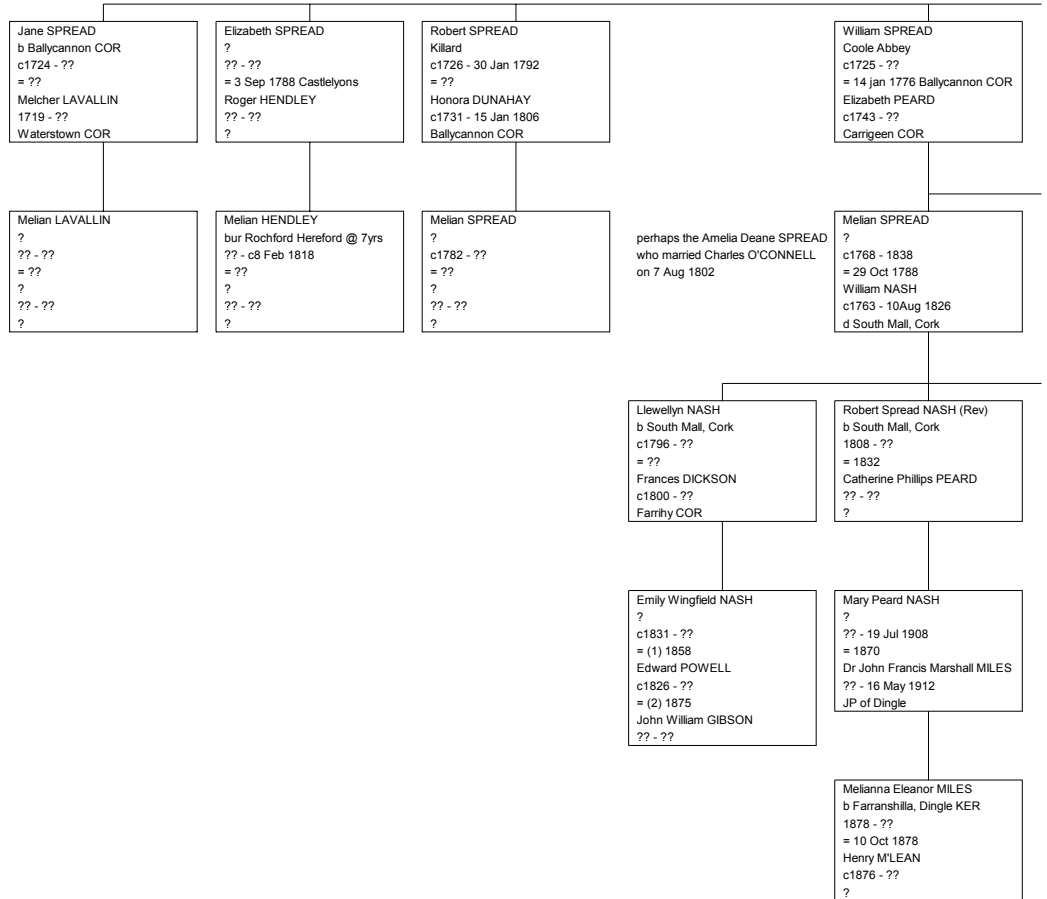 Jane SPREAD
b Ballycannon COR
c1724 - ??
= ??
Melcher LAVALLIN
1719 - ??
Waterstown COR
Elizabeth SPREAD
?
?? - ??
= 3 Sep 1788 Castlelyons
Roger HENDLEY
?? - ??
?
Robert SPREAD
Killard
c1726 - 30 Jan 1792
= ??
Honora DUNAHAY
c1731 - 15 Jan 1806
Ballycannon COR
William SPREAD
Coole Abbey
c1725 - ??
= 14 jan 1776 Ballycannon COR
Elizabeth PEARD
c1743 - ??
Carrigeen COR
Melian LAVALLIN
?
?? - ??
= ??
?
?? - ??
?
Melian HENDLEY
bur Rochford Hereford @ 7yrs
?? - c8 Feb 1818
= ??
?
?? - ??
?
Melian SPREAD
?
c1782 - ??
= ??
?
?? - ??
?
perhaps the Amelia Deane SPREAD
who married Charles O'CONNELL
on 7 Aug 1802
Melian SPREAD
?
c1768 - 1838
= 29 Oct 1788
William NASH
c1763 - 10Aug 1826
d South Mall, Cork
Llewellyn NASH
b South Mall, Cork
c1796 - ??
= ??
Frances DICKSON
c1800 - ??
Farrihy COR
Robert Spread NASH (Rev)
b South Mall, Cork
1808 - ??
= 1832
Catherine Phillips PEARD
?? - ??
?
Emily Wingfield NASH
?
c1831 - ??
= (1) 1858
Edward POWELL
c1826 - ??
= (2) 1875
John William GIBSON
?? - ??
Mary Peard NASH
?
?? - 19 Jul 1908
= 1870
Dr John Francis Marshall MILES
?? - 16 May 1912
JP of Dingle
Melianna Eleanor MILES
b Farranshilla, Dingle KER
1878 - ??
= 10 Oct 1878
Henry M'LEAN
c1876 - ??
?